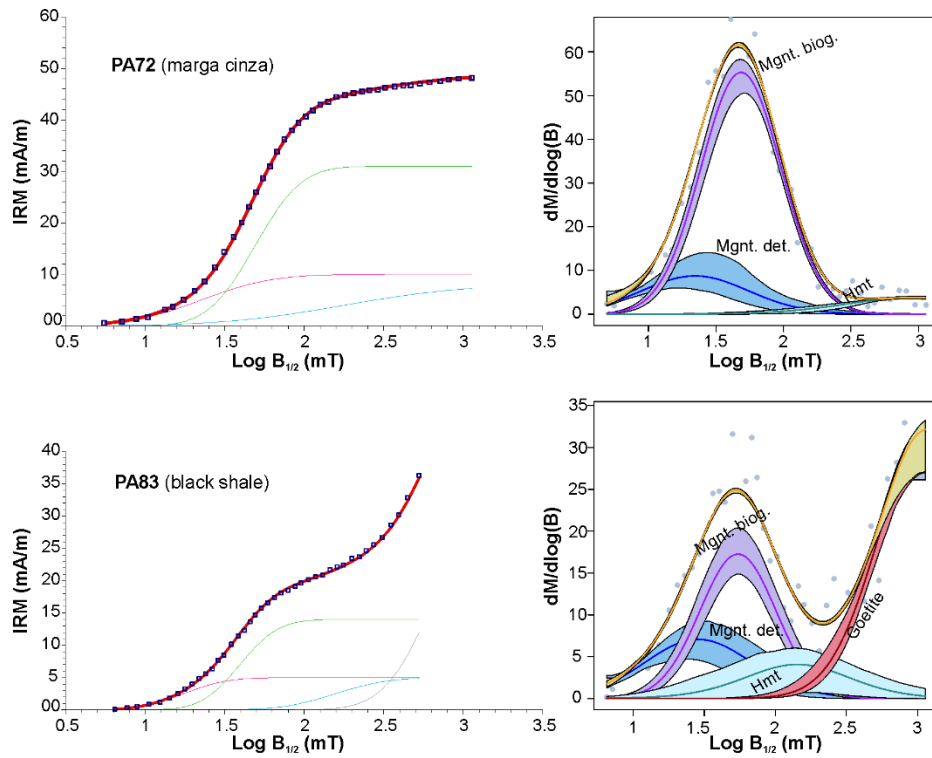 60
50
40
30
20
10
00
IRM (mA/m)
PA72 (marga cinza)
0.5 1 1.5 2 2.5 3 3.5
Log B1/2 (mT)
60
50
40
30
20
10
0
dM/dlog(B)
Mgnt. biog.
Mgnt. det.
Hmt
1 1.5 2 2.5 3
Log B1/2 (mT)
40
35
30
25
20
15
10
5
00
IRM (mA/m)
PA83 (black shale)
0.5 1 1.5 2 2.5 3 3.5
Log B1/2 (mT)
35
30
25
20
15
10
5
0
dM/dlog(B)
Mgnt. biog.
Mgnt. det.
Hmt
Goetite
1 1.5 2 2.5 3
Log B1/2 (mT)